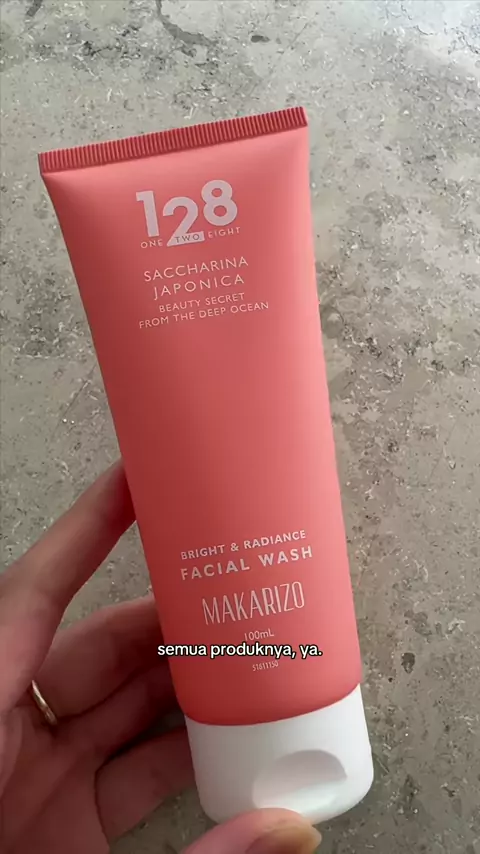 128
ONE TWO EIGHT
SACCHARINA
JAPONICA
BEAUTY SECRET
FROM THE DEEP OCEAN
BRIGHT & RADIANCE
FACIAL WASH
MAKARIZO
100mL
semua produknya, ya.
51611150